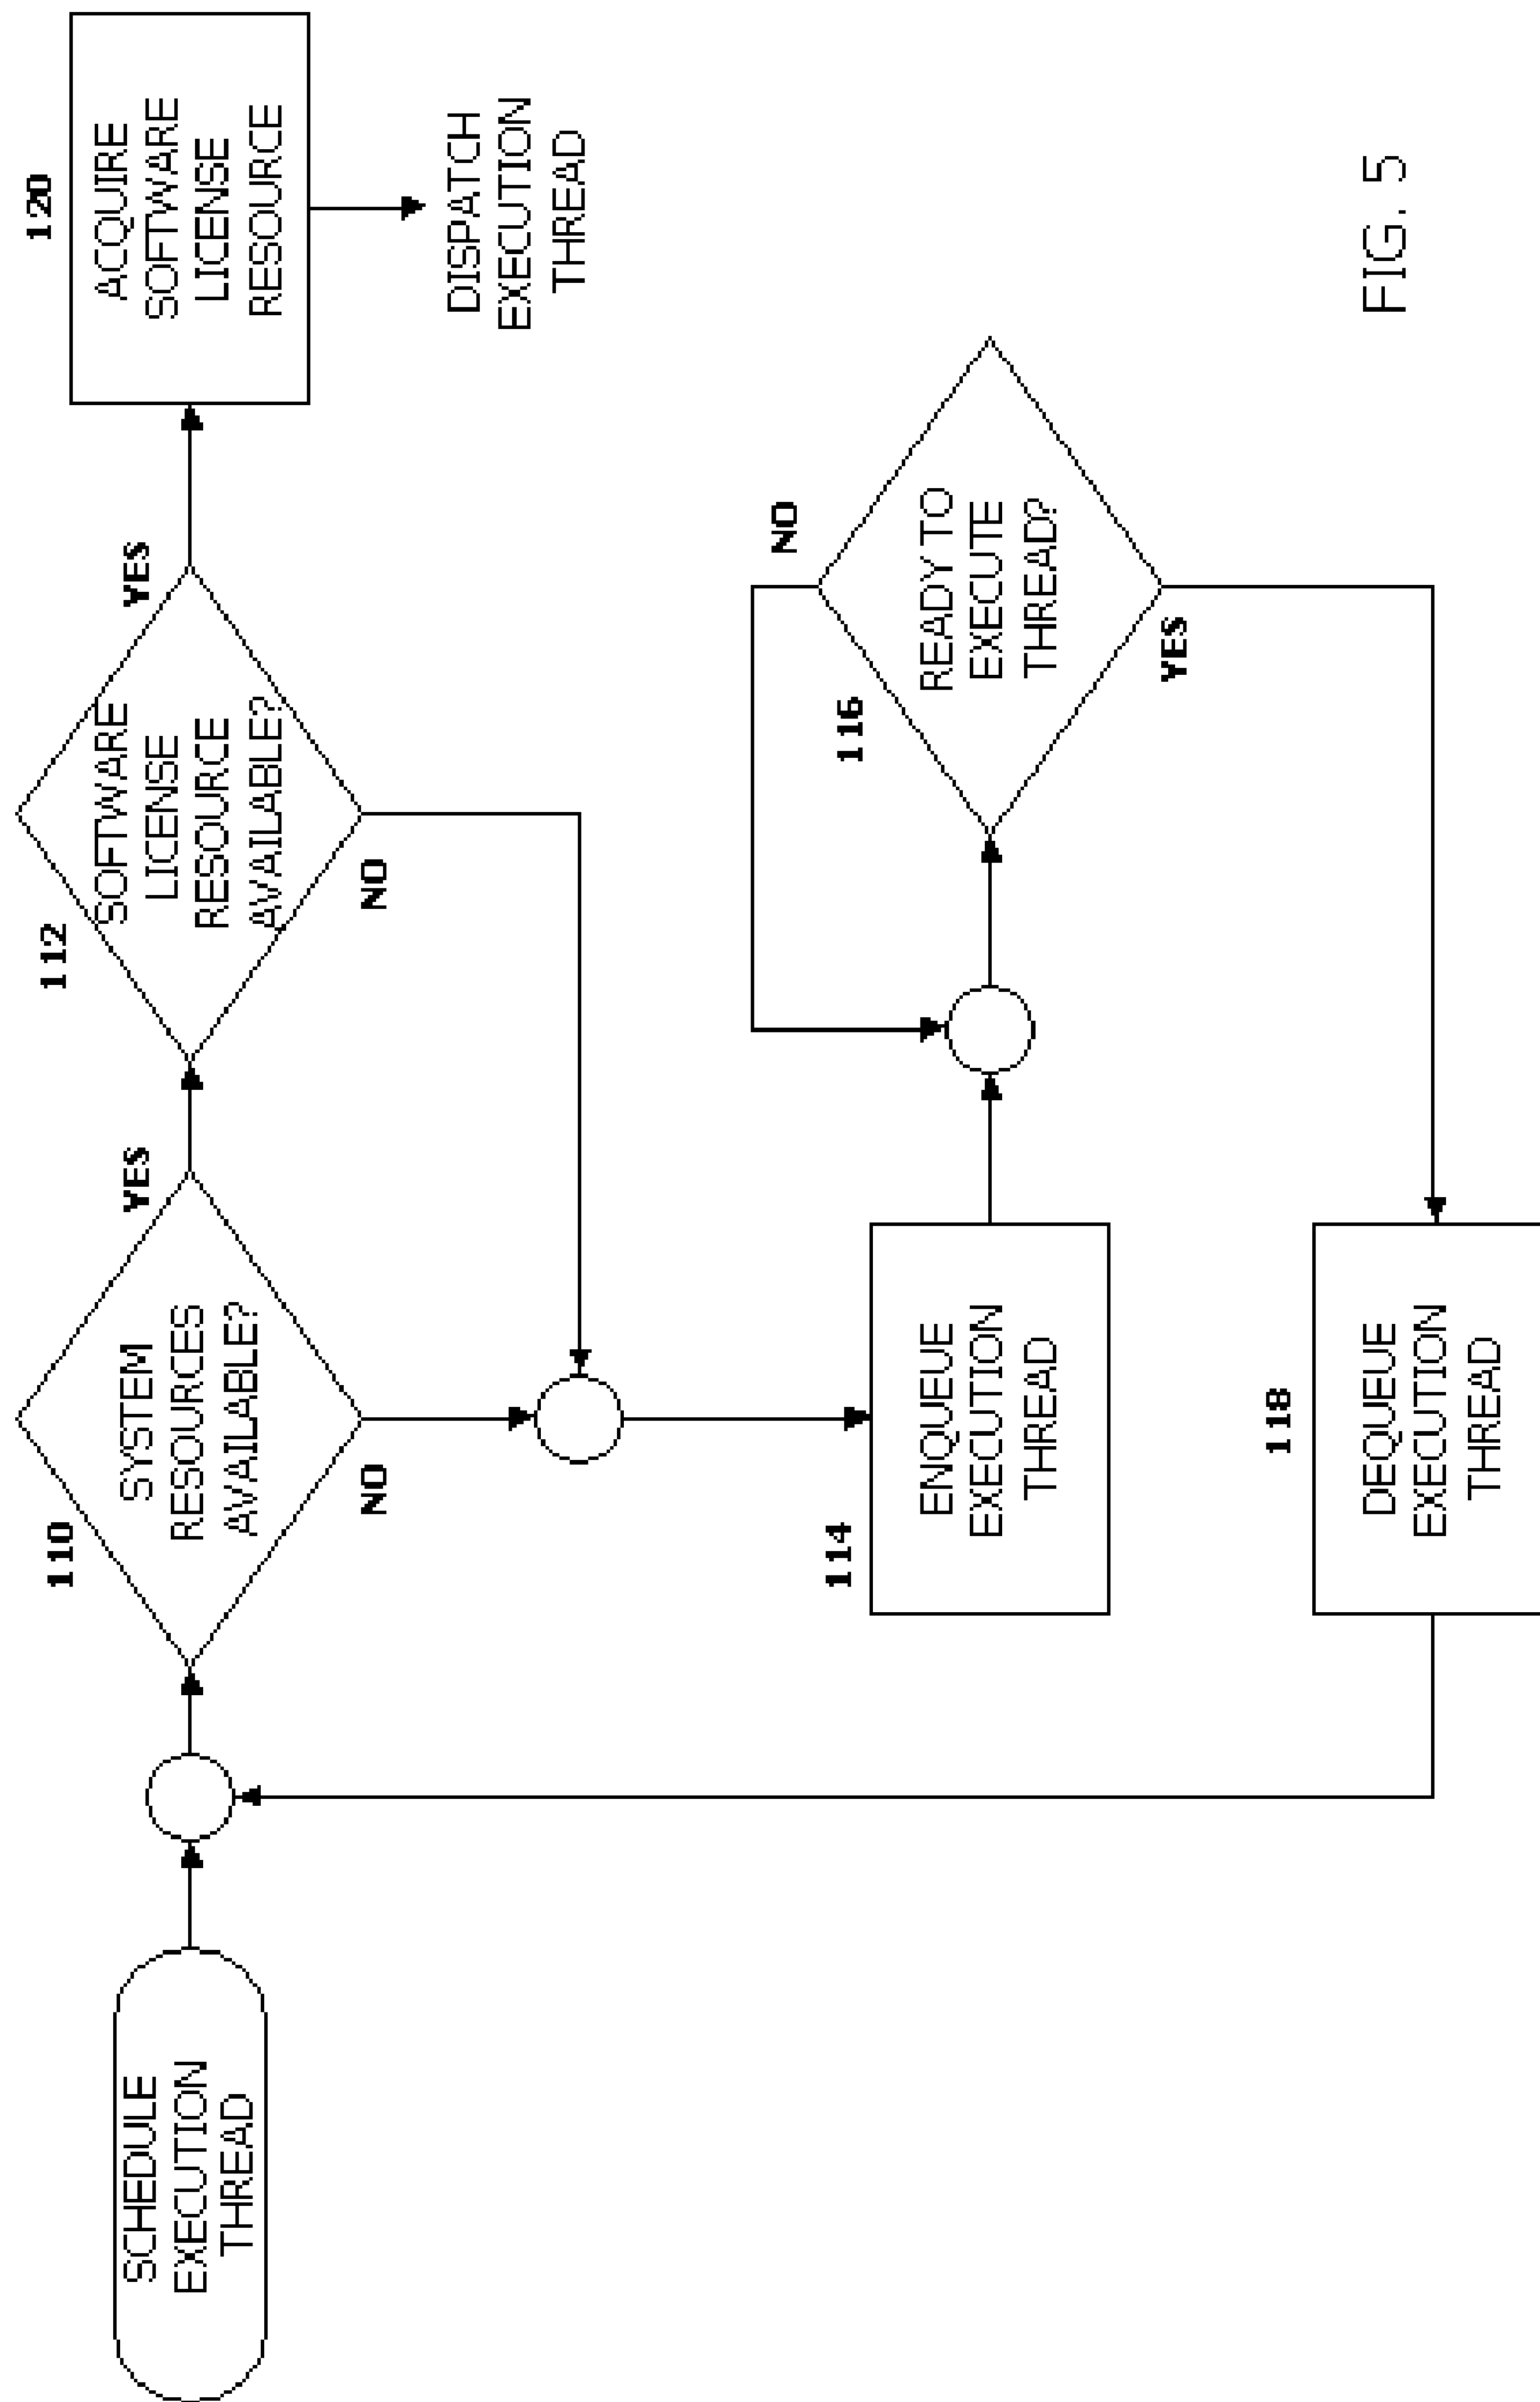 SCHEDULE
EXECUTION
THREAD
110
SYSTEM
RESOURCES
AVAILABLE?
YES
NO
112
SOFTWARE
LICENSE
RESOURCE
AVAILABLE?
YES
NO
120
ACQUIRE
SOFTWARE
LICENSE
RESOURCE
DISPATCH
EXECUTION
THREAD
114
ENQUEUE
EXECUTION
THREAD
116
READY TO
EXECUTE
THREAD?
NO
YES
118
DEQUEUE
EXECUTION
THREAD
FIG. 5